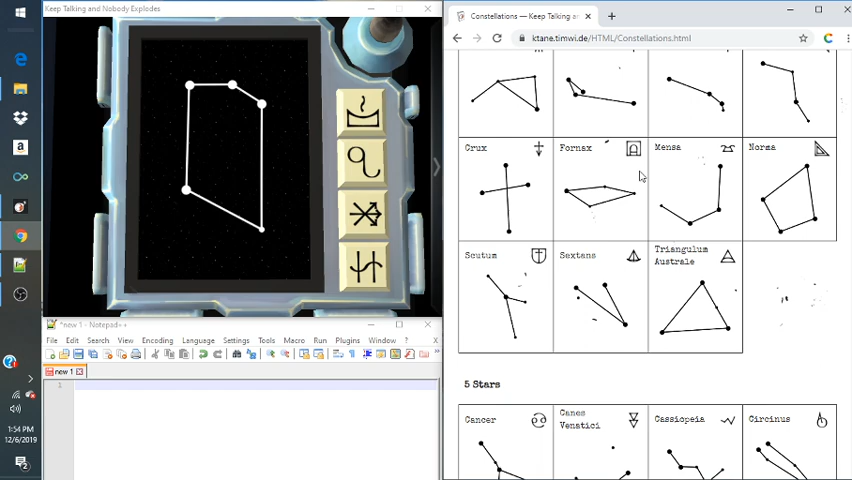 Keep Talking and Nobody Explodes
Constellations — Keep Talking a
ktane.timwi.de/HTML/Constellations.html
Crux
Fornax
Mensa
Norma
Scutum
Sextans
Triangulum
Australe
5 Stars
Cancer
Canes
Venatici
Cassiopeia
Circinus
*new 1 - Notepad++
File Edit Search View Encoding Language Settings Tools Macro Run Plugins Window ?
new 1
1
1:54 PM
12/6/2019
2